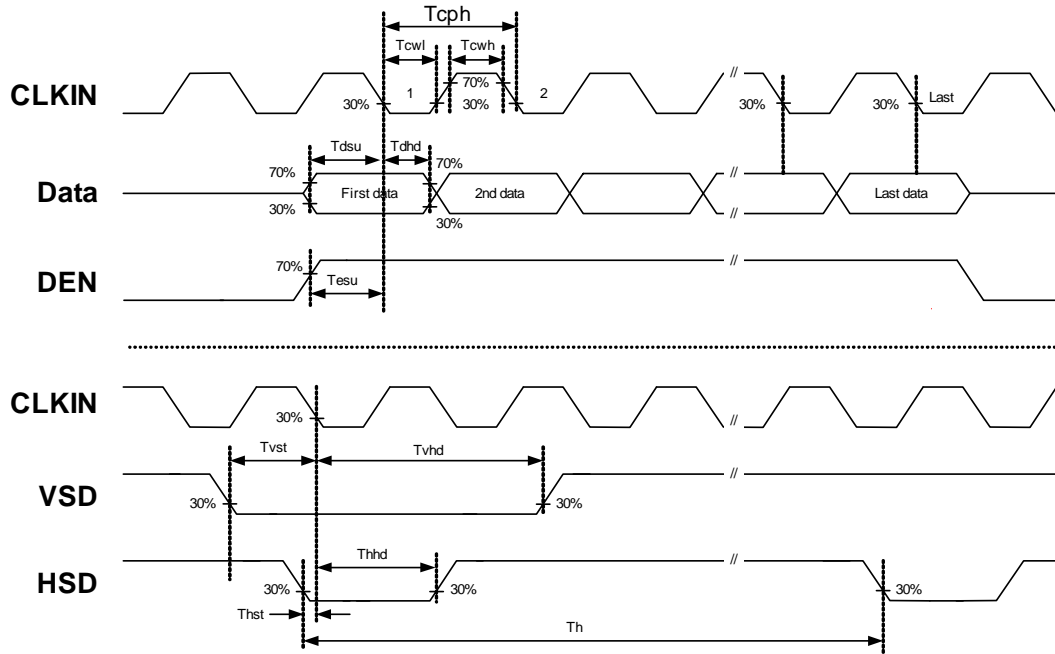 Tcph
Tcwl Tcwh
CLKIN 30% 1 70% 30% 2 // 30% 30% Last
Tdsu Tdhd
70% 70%
Data First data 2nd data // Last data
30% 30% //
DEN 70% Tesu //
CLKIN 30% //
Tvst Tvhd //
VSD 30% 30%
Thhd //
HSD 30% 30% 30%
Thst
Th